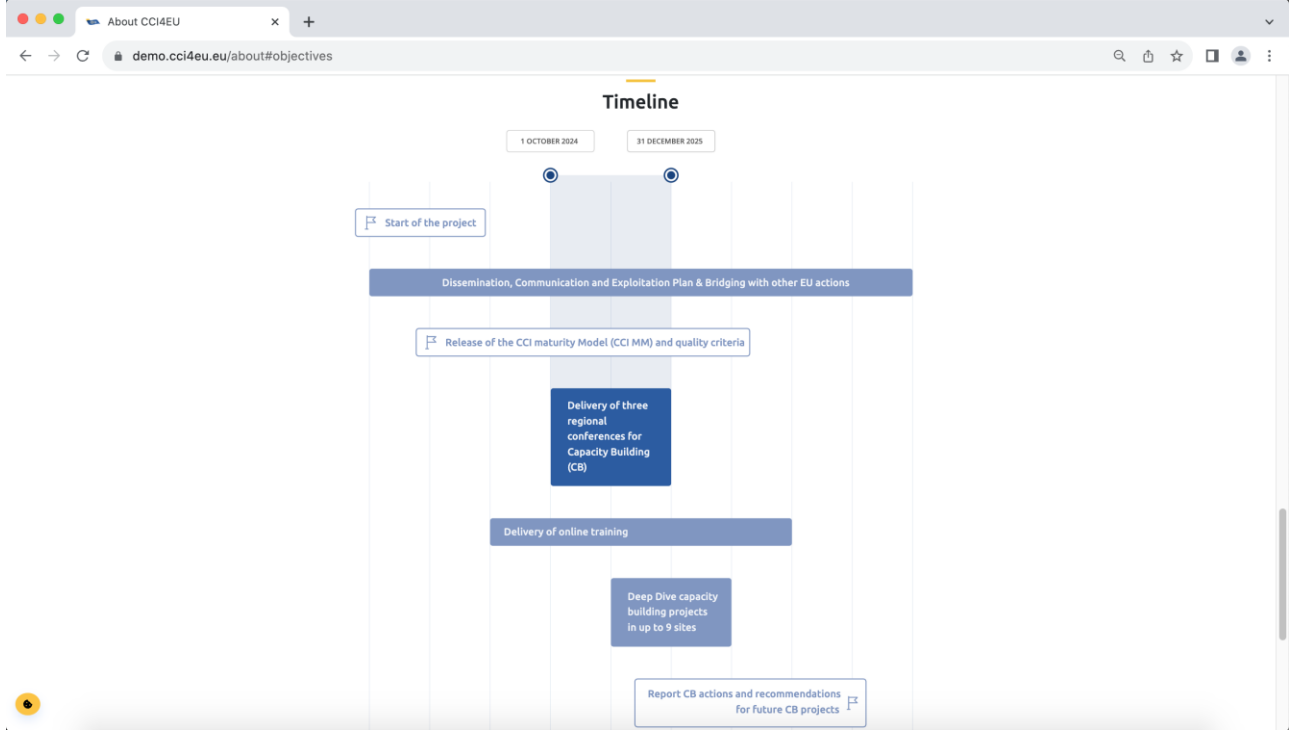 About CCI4EU
demo.cci4eu.eu/about#objectives
Timeline
1 OCTOBER 2024
31 DECEMBER 2025
Start of the project
Dissemination, Communication and Exploitation Plan & Bridging with other EU actions
Release of the CCI maturity Model (CCI MM) and quality criteria
Delivery of three
regional
conferences for
Capacity Building
(CB)
Delivery of online training
Deep Dive capacity
building projects
in up to 9 sites
Report CB actions and recommendations
for future CB projects